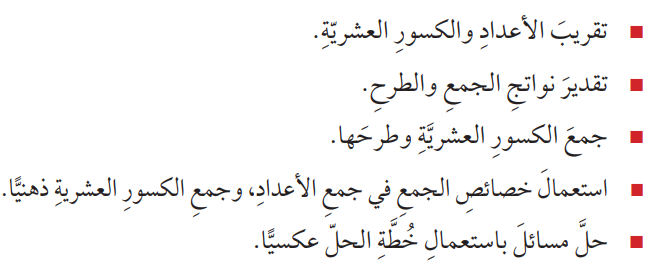 ■ تقريبَ الأعدادِ والكسورِ العشريّةِ.
■ تقديرَ نواتجِ الجمعِ والطرحِ.
■ جمعَ الكسورِ العشريَّةِ وطرحَها.
■ استعمالَ خصائصِ الجمعِ في جمعِ الأعدادِ، وجمعِ الكسورِ العشريةِ ذهنيًّا.
■ حلَّ مسائلَ باستعمالِ خُطَّةِ الحلّ عكسيًّا.